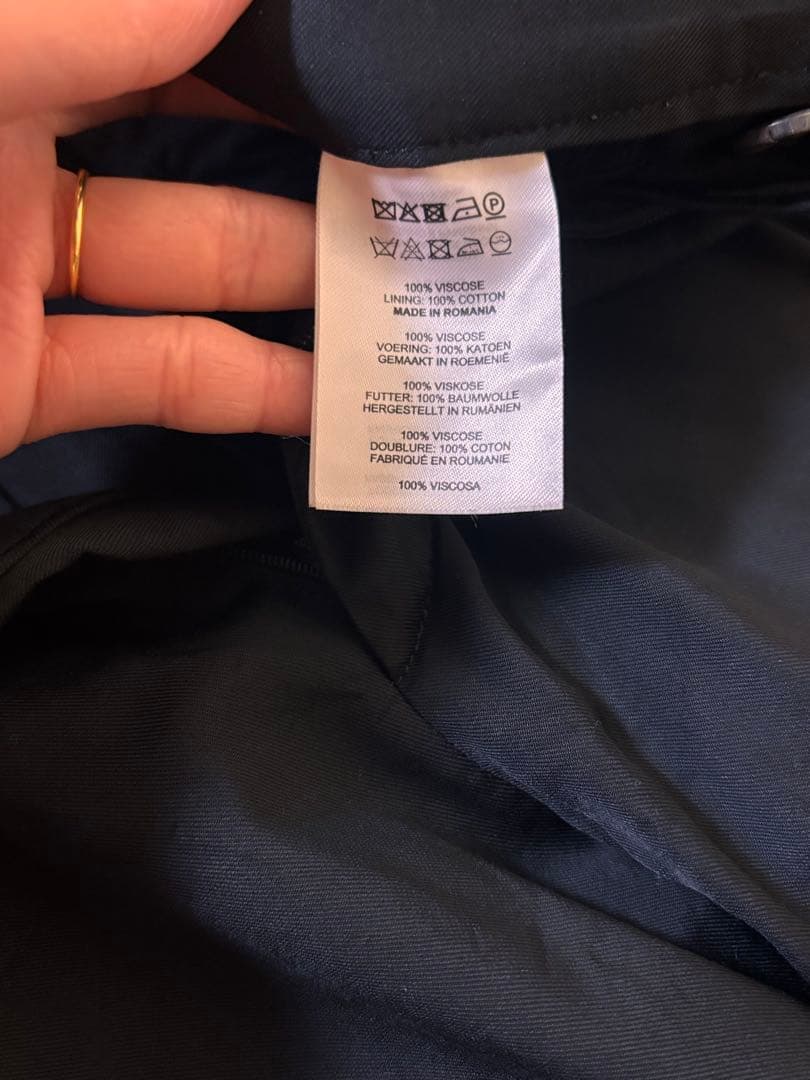 P
100% VISCOSE
LINING: 100% COTTON
MADE IN ROMANIA
100% VISCOSE
VOERING: 100% KATOEN
GEMAAKT IN ROEMENIË
100% VISKOSE
FUTTER: 100% BAUMWOLLE
HERGESTELLT IN RUMÄNIEN
100% VISCOSE
DOUBLURE: 100% COTON
FABRIQUÉ EN ROUMANIE
100% VISCOSA